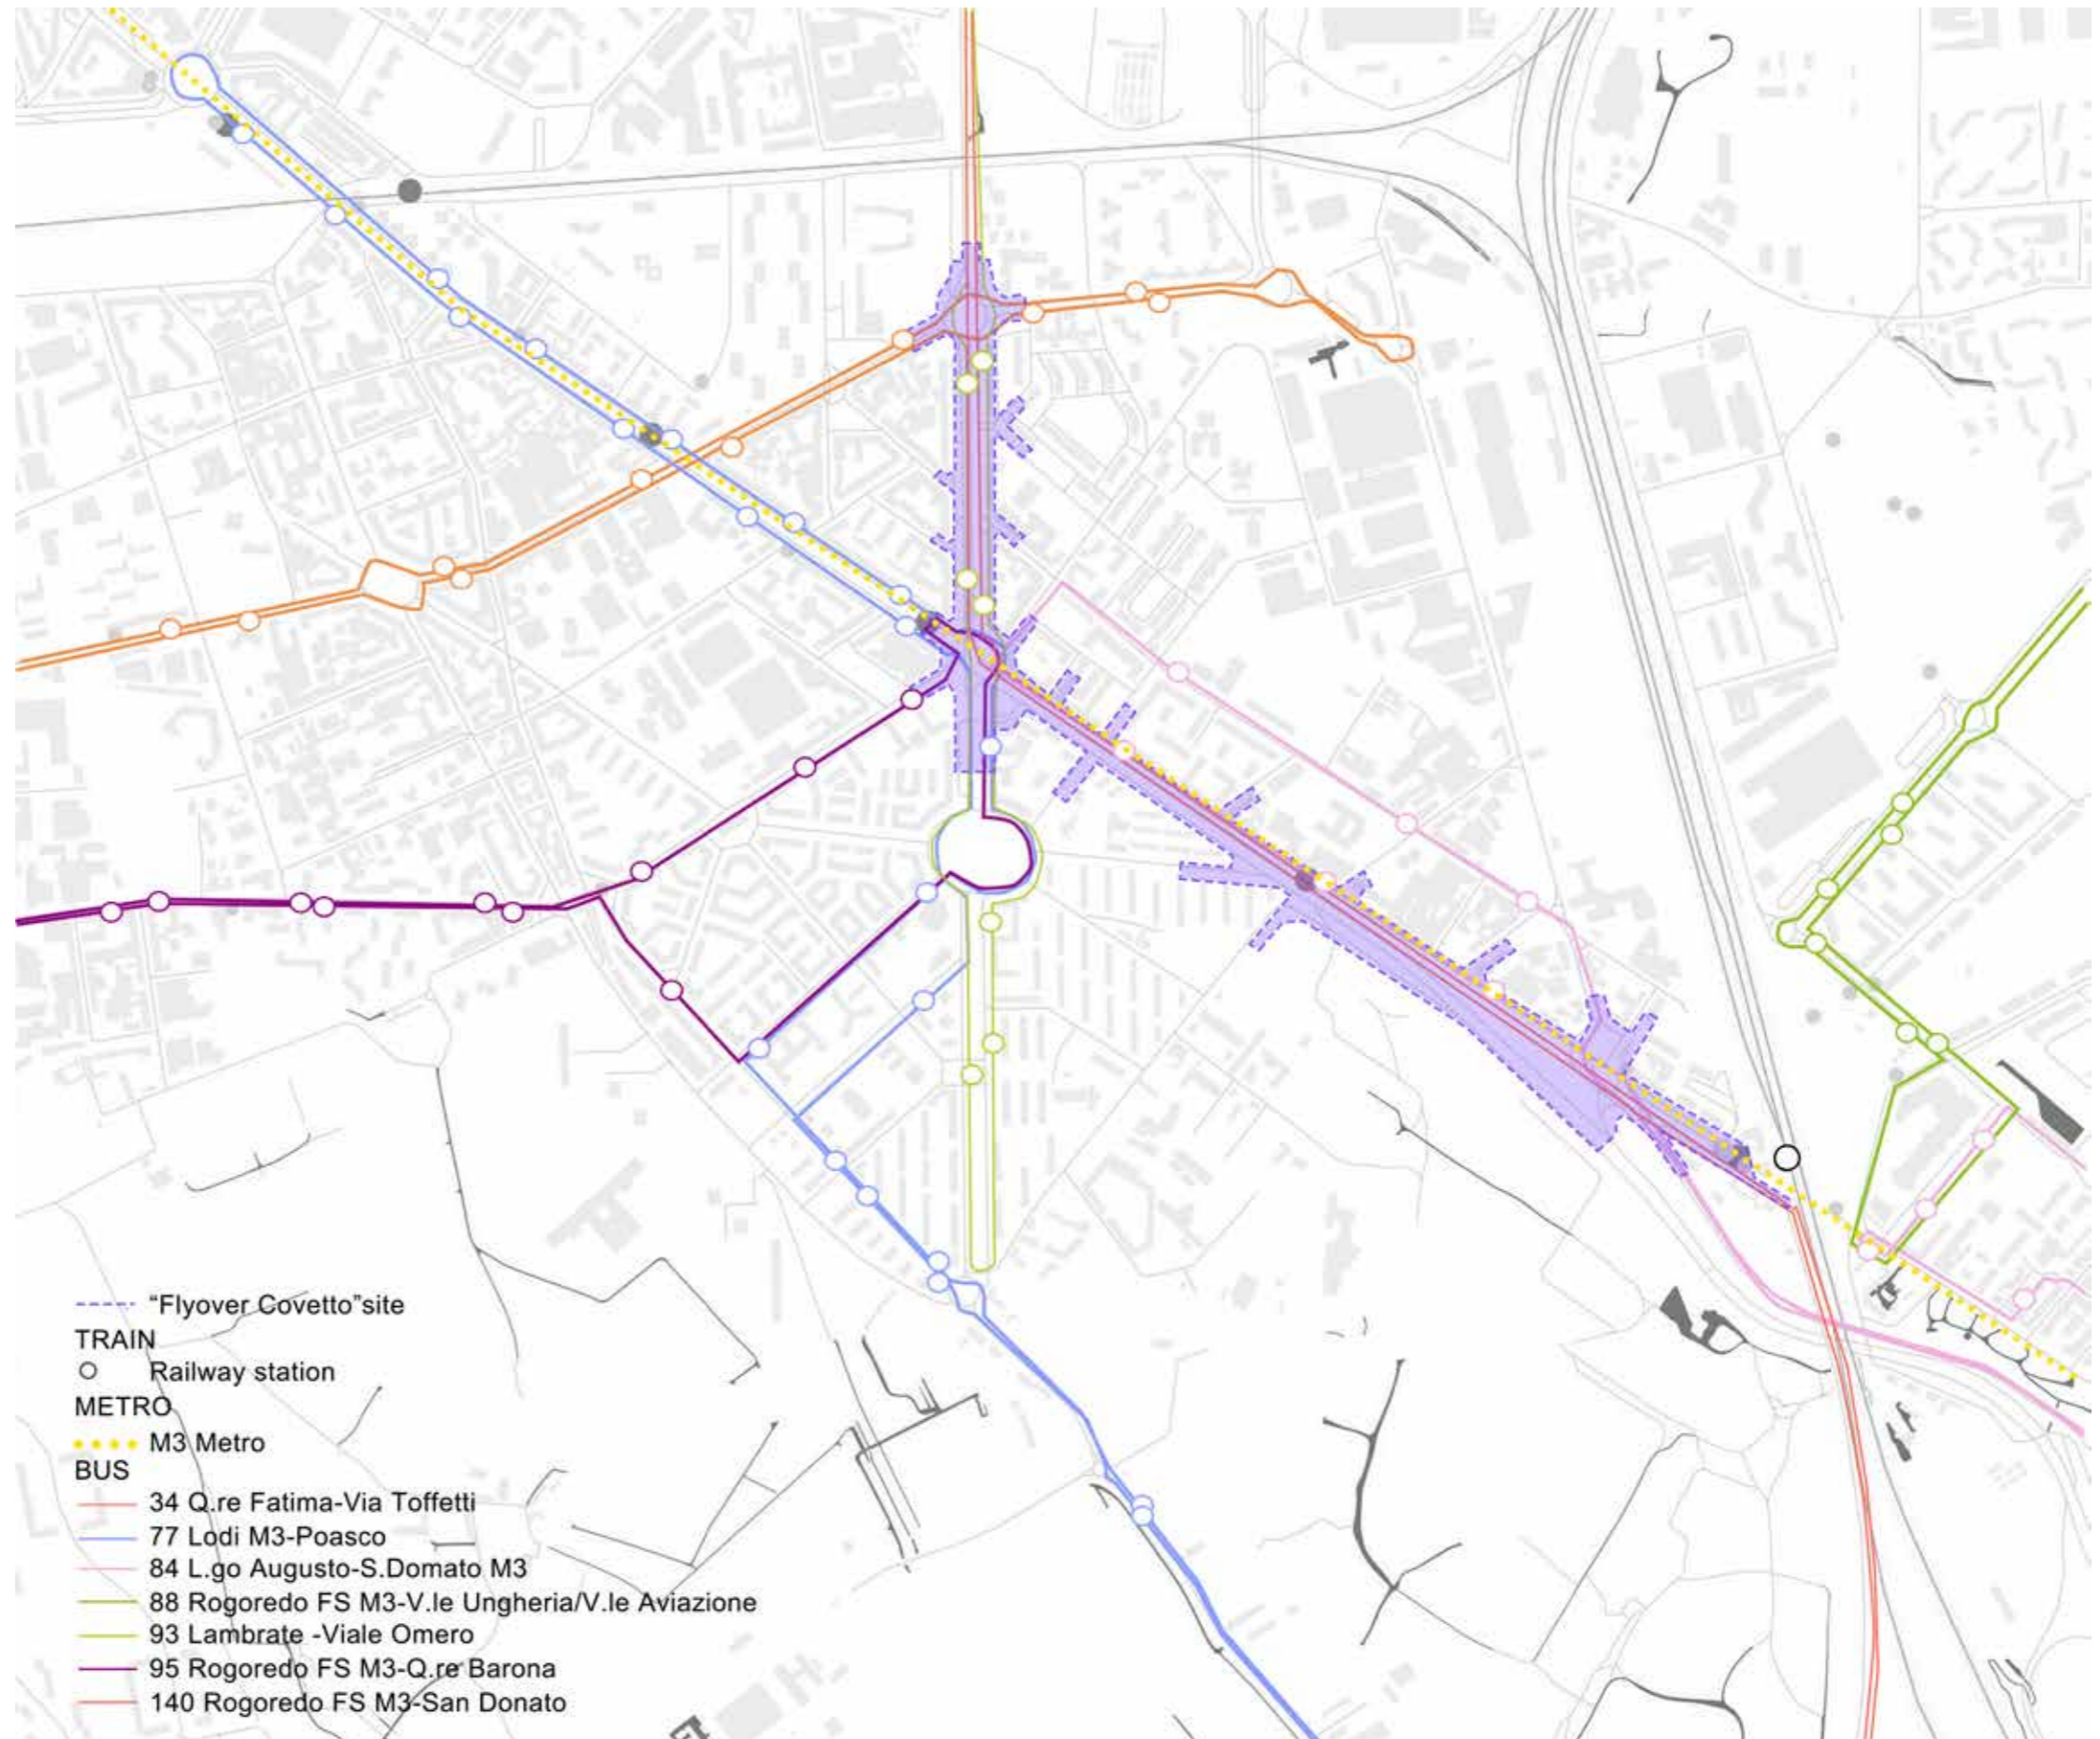 “Flyover Covetto”site
TRAIN
Railway station
METRO
M3 Metro
BUS
34 Q.re Fatima-Via Toffetti
77 Lodi M3-Poasco
84 L.go Augusto-S.Domato M3
88 Rogoredo FS M3-V.le Ungheria/V.le Aviazione
93 Lambrate -Viale Omero
95 Rogoredo FS M3-Q.re Barona
140 Rogoredo FS M3-San Donato